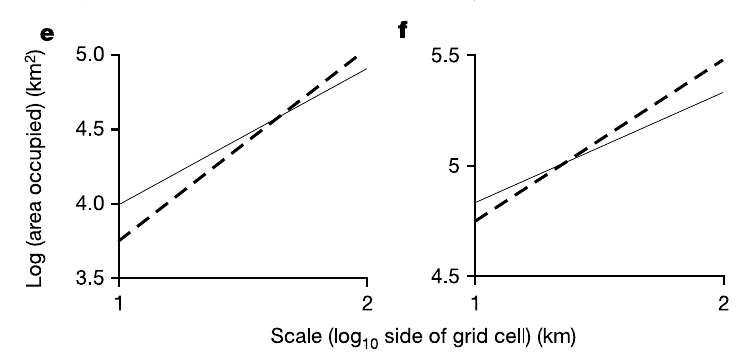 e
f
Log (area occupied) (km²)
5.0
4.5
4.0
3.5
1
2
5.5
5
4.5
1
2
Scale (log₁₀ side of grid cell) (km)